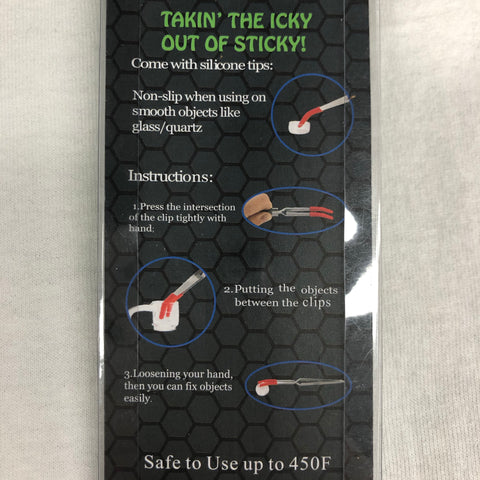 TAKIN' THE ICKY
OUT OF STICKY!
Come with silicone tips:
Non-slip when using on
smooth objects like
glass/quartz
Instructions:
1.Press the intersection
of the clip tightly with
hand;
2.Putting the objects
between the clips
3.Loosening your hand,
then you can fix objects
easily.
Safe to Use up to 450F